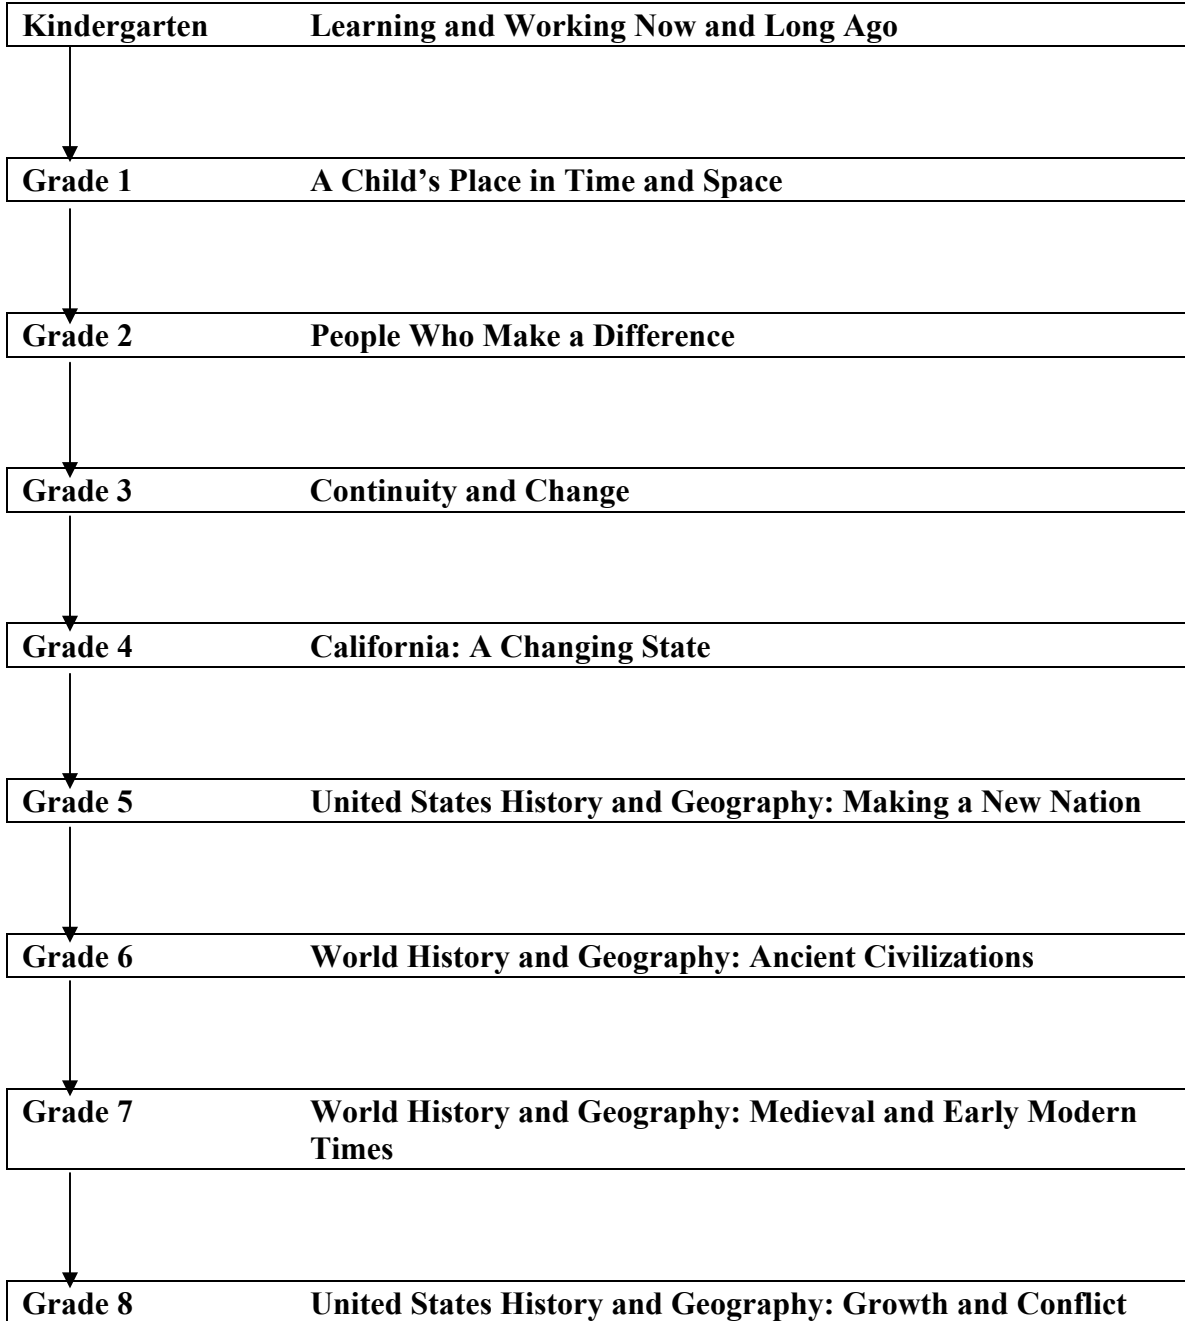 Kindergarten Learning and Working Now and Long Ago
Grade 1 A Child’s Place in Time and Space
Grade 2 People Who Make a Difference
Grade 3 Continuity and Change
Grade 4 California: A Changing State
Grade 5 United States History and Geography: Making a New Nation
Grade 6 World History and Geography: Ancient Civilizations
Grade 7 World History and Geography: Medieval and Early Modern
Times
Grade 8 United States History and Geography: Growth and Conflict